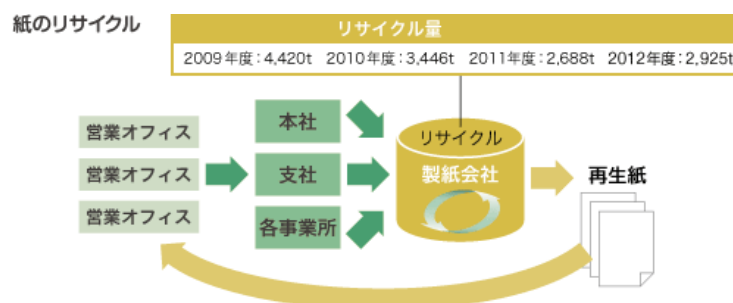 紙のリサイクル
リサイクル量
2009年度：4,420t 2010年度：3,446t 2011年度：2,688t 2012年度：2,925t
営業オフィス
営業オフィス
営業オフィス
本社
支社
各事業所
リサイクル
製紙会社
再生紙